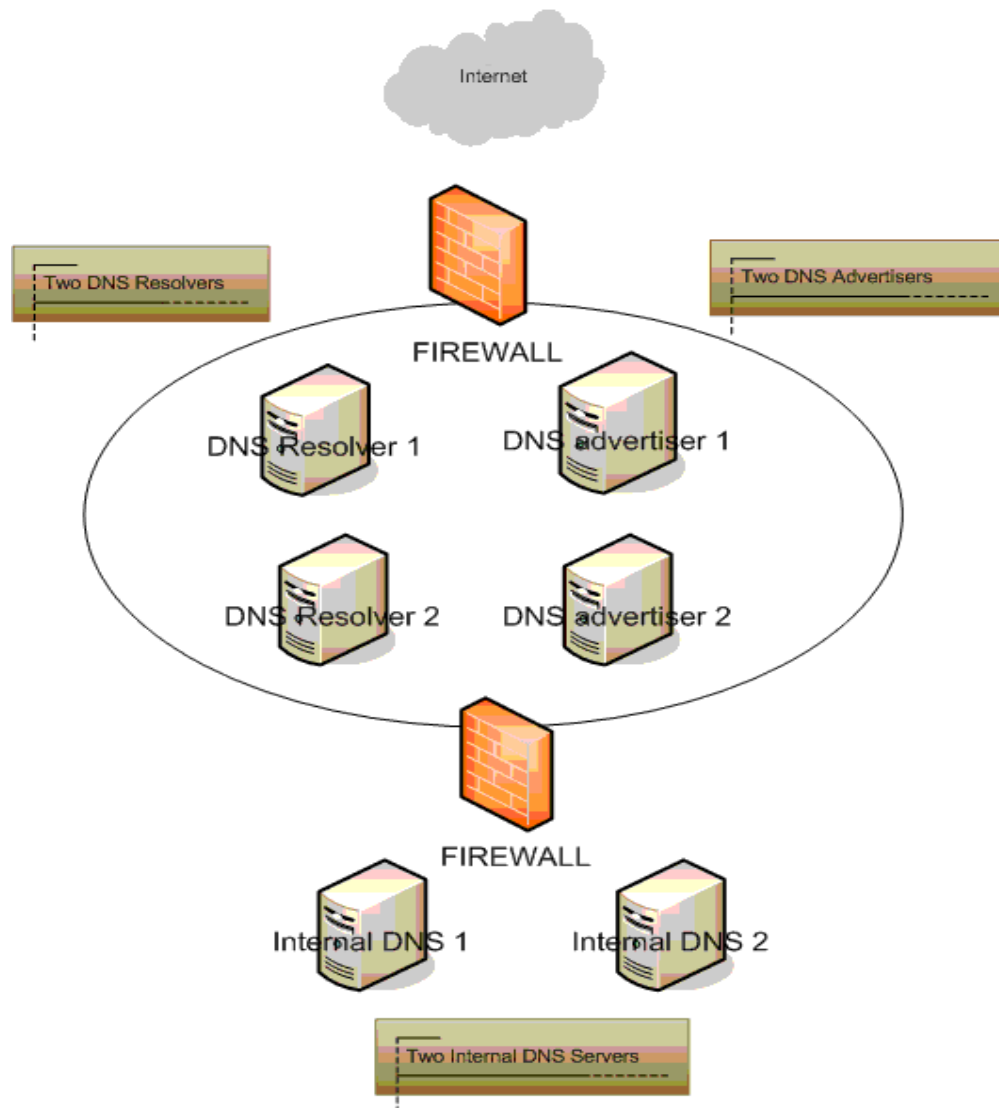 Internet
Two DNS Resolvers
Two DNS Advertisers
FIREWALL
DNS Resolver 1
DNS advertiser 1
DNS Resolver 2
DNS advertiser 2
FIREWALL
Internal DNS 1
Internal DNS 2
Two Internal DNS Servers